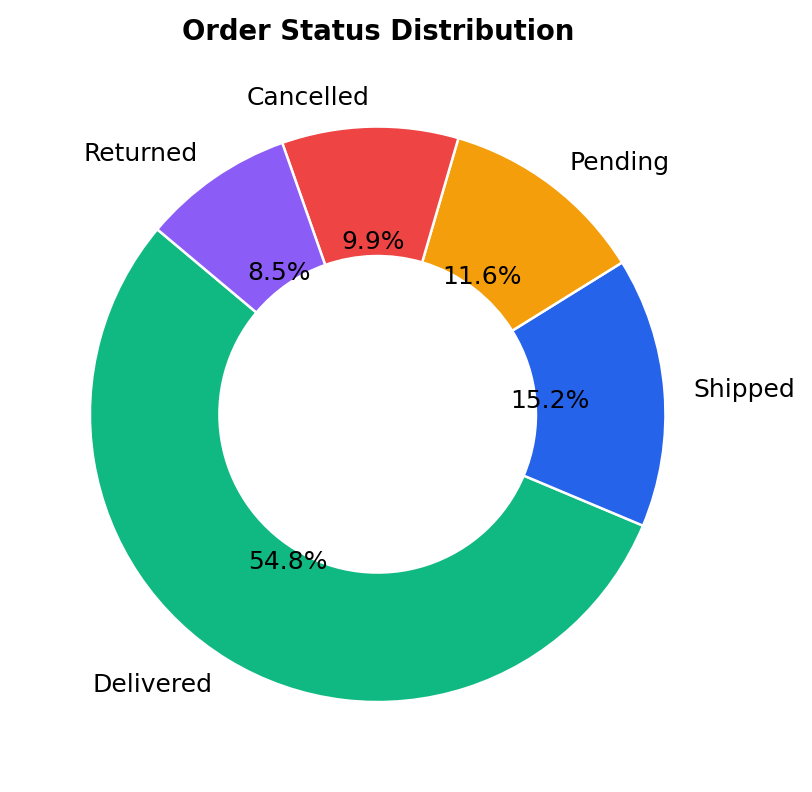 Order Status Distribution
Cancelled
Returned
Pending
9.9%
8.5%
11.6%
Shipped
15.2%
54.8%
Delivered